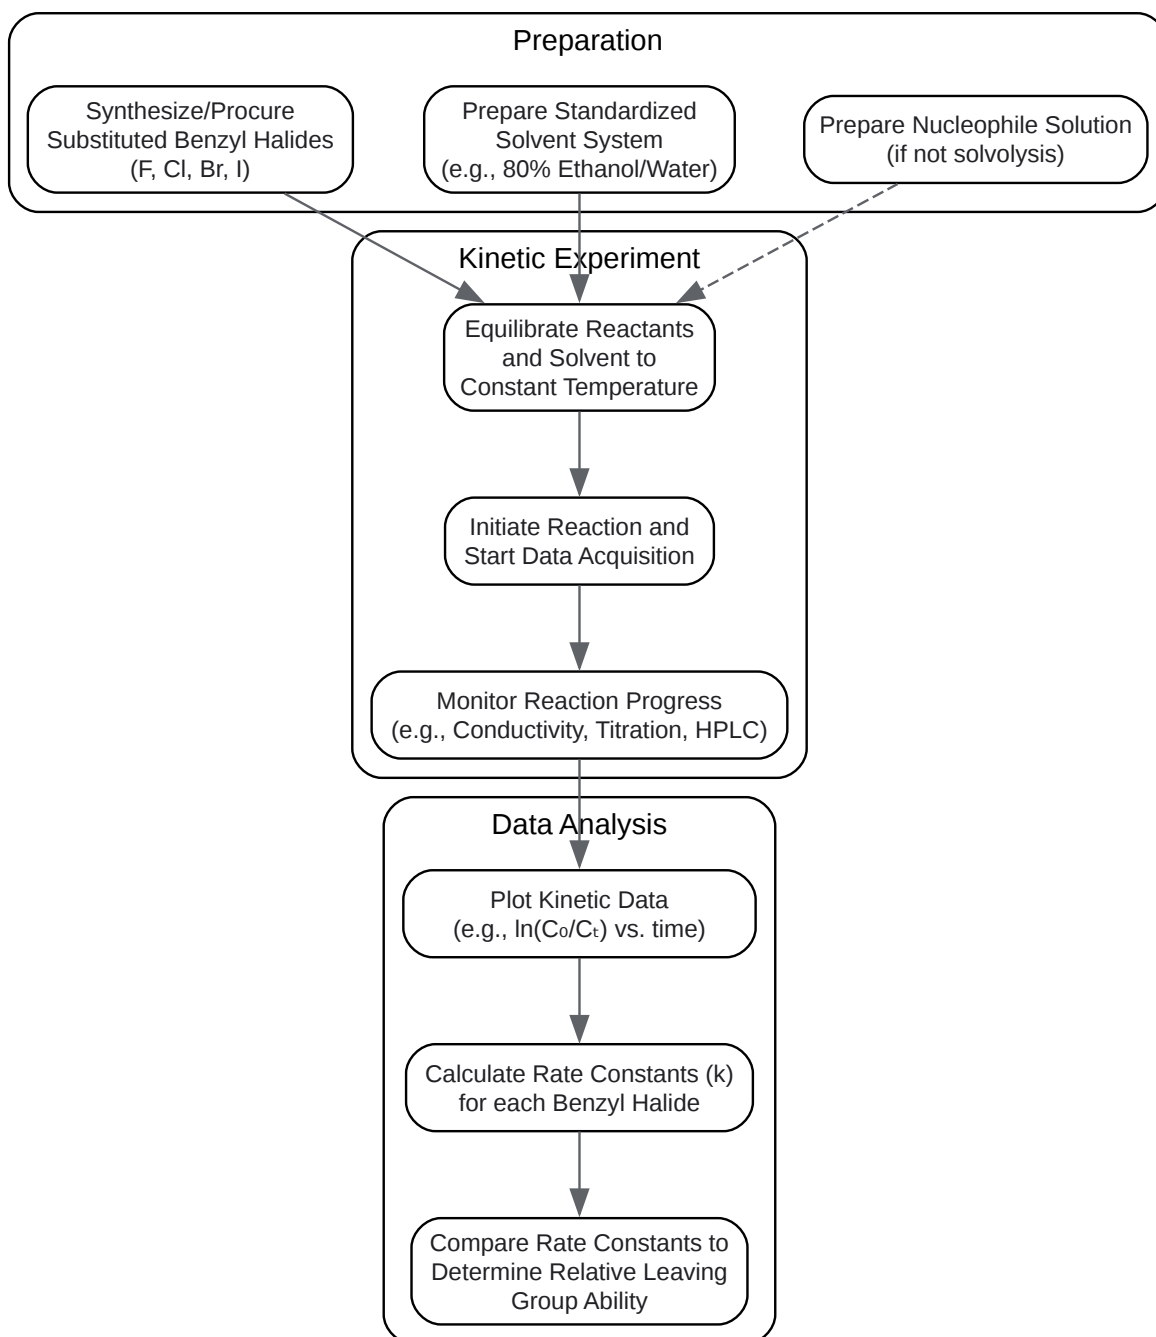 Preparation
Synthesize/Procure
Substituted Benzyl Halides
(F, Cl, Br, I)
Prepare Standardized
Solvent System
(e.g., 80% Ethanol/Water)
Prepare Nucleophile Solution
(if not solvolysis)
Kinetic Experiment
Equilibrate Reactants
and Solvent to
Constant Temperature
Initiate Reaction and
Start Data Acquisition
Monitor Reaction Progress
(e.g., Conductivity, Titration, HPLC)
Data Analysis
Plot Kinetic Data
(e.g., ln(C₀/Cₜ) vs. time)
Calculate Rate Constants (k)
for each Benzyl Halide
Compare Rate Constants to
Determine Relative Leaving
Group Ability